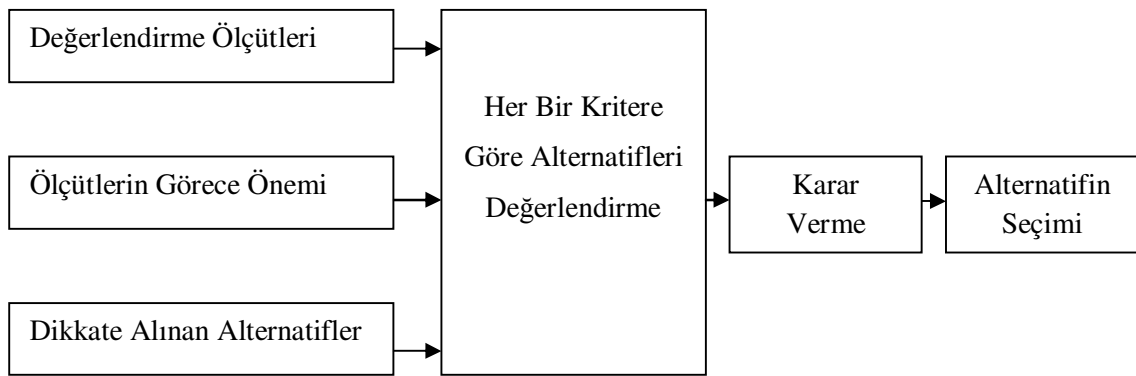 Değerlendirme Ölçütleri
Ölçütlerin Görece Önemi
Dikkate Alınan Alternatifler
Her Bir Kritere
Göre Alternatifleri
Değerlendirme
Karar
Verme
Alternatifin
Seçimi